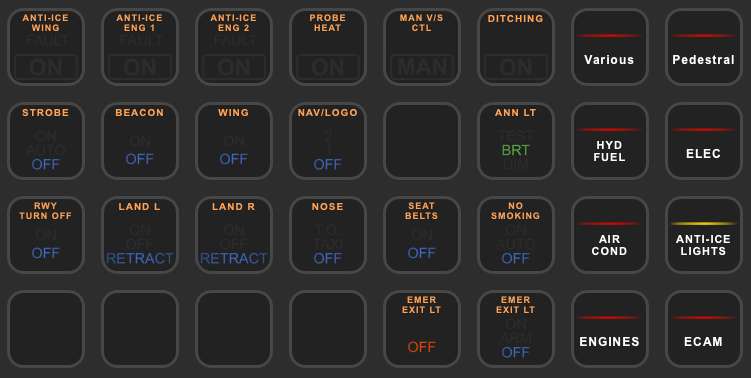 ANTI-ICE
WING
FAULT
ON
ANTI-ICE
ENG 1
FAULT
ON
ANTI-ICE
ENG 2
FAULT
ON
PROBE
HEAT
ON
MAN V/S
CTL
MAN
DITCHING
ON
Various
Pedestral
STROBE
ON
AUTO
OFF
BEACON
ON
OFF
WING
ON
OFF
NAV/LOGO
2
1
OFF
ANN LT
TEST
BRT
DIM
HYD
FUEL
ELEC
RWY
TURN OFF
ON
OFF
LAND L
ON
OFF
RETRACT
LAND R
ON
OFF
RETRACT
NOSE
T.O.
TAXI
OFF
SEAT
BELTS
ON
OFF
NO
SMOKING
ON
AUTO
OFF
AIR
COND
ANTI-ICE
LIGHTS
EMER
EXIT LT
OFF
EMER
EXIT LT
ON
ARM
OFF
ENGINES
ECAM